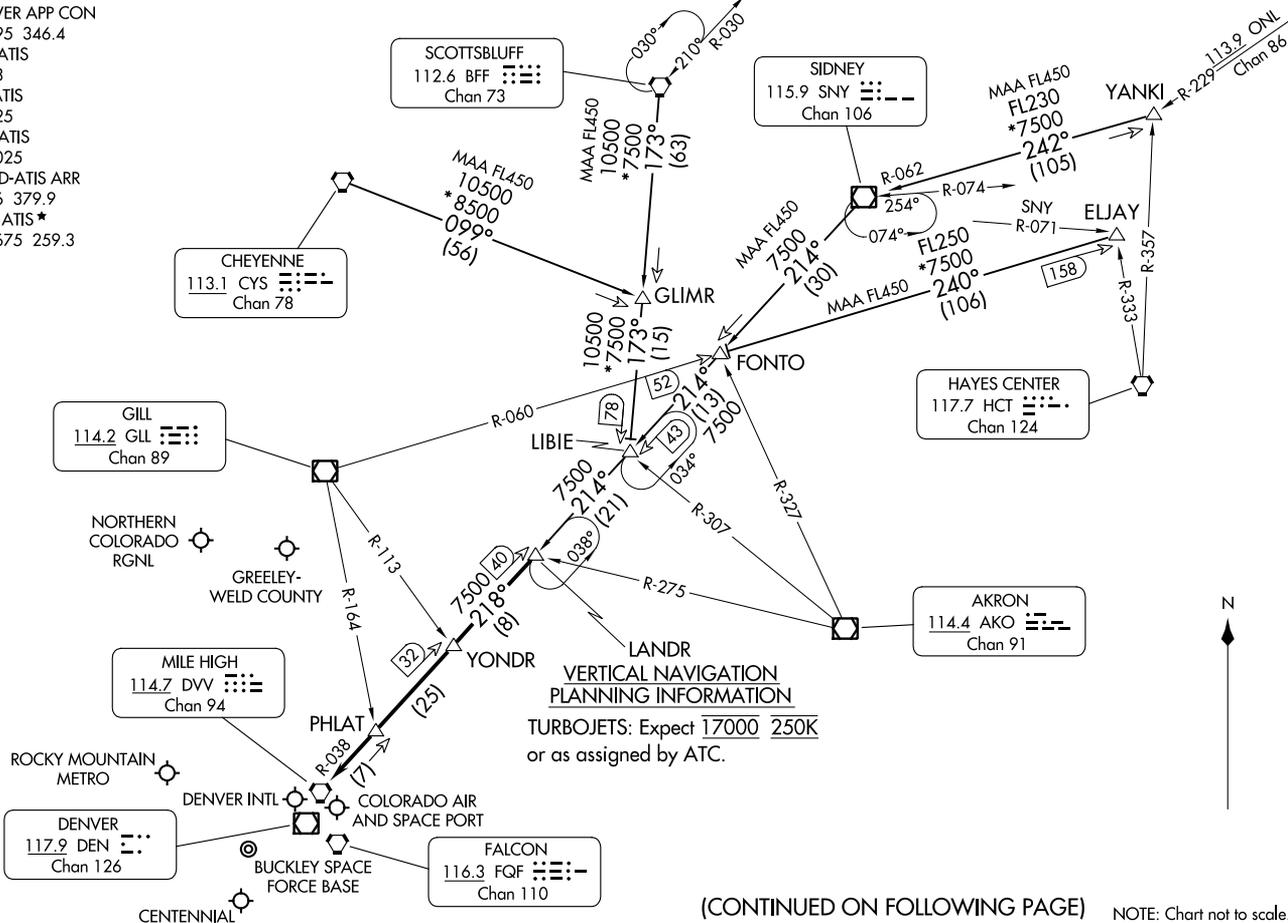 VER APP CON
95 346.4
ATIS
3
ATIS
25
ATIS
025
D-ATIS ARR
5 379.9
ATIS★
675 259.3
SCOTTSBLUFF
112.6 BFF
Chan 73
030°
210°
R-030
SIDNEY
115.9 SNY
Chan 106
MAA FL450
FL230
*7500
242°
(105)
YANKI
113.9 ONL
Chan 86
R-229
MAA FL450
10500
*7500
173°
(63)
MAA FL450
10500
*8500
099°
(56)
R-062
R-074
254°
074°
SNY
R-071
ELJAY
CHEYENNE
113.1 CYS
Chan 78
MAA FL450
7500
214°
(30)
MAA FL450
FL250
*7500
240°
(106)
158
R-357
R-333
GLIMR
10500
*7500
173°
(15)
FONTO
HAYES CENTER
117.7 HCT
Chan 124
GILL
114.2 GLL
Chan 89
R-060
52
78
214°
(13)
7500
LIBIE
43
034°
R-327
R-307
7500
214°
(21)
NORTHERN
COLORADO
RGNL
GREELEY-
WELD COUNTY
R-113
R-164
40
038°
R-275
7500
218°
(8)
AKRON
114.4 AKO
Chan 91
N
32
YONDR
LANDR
VERTICAL NAVIGATION
PLANNING INFORMATION
TURBOJETS: Expect 17000 250K
or as assigned by ATC.
MILE HIGH
114.7 DVV
Chan 94
(25)
PHLAT
R-038
(7)
ROCKY MOUNTAIN
METRO
DENVER INTL
COLORADO AIR
AND SPACE PORT
DENVER
117.9 DEN
Chan 126
BUCKLEY SPACE
FORCE BASE
FALCON
116.3 FQF
Chan 110
CENTENNIAL
(CONTINUED ON FOLLOWING PAGE)
NOTE: Chart not to scale